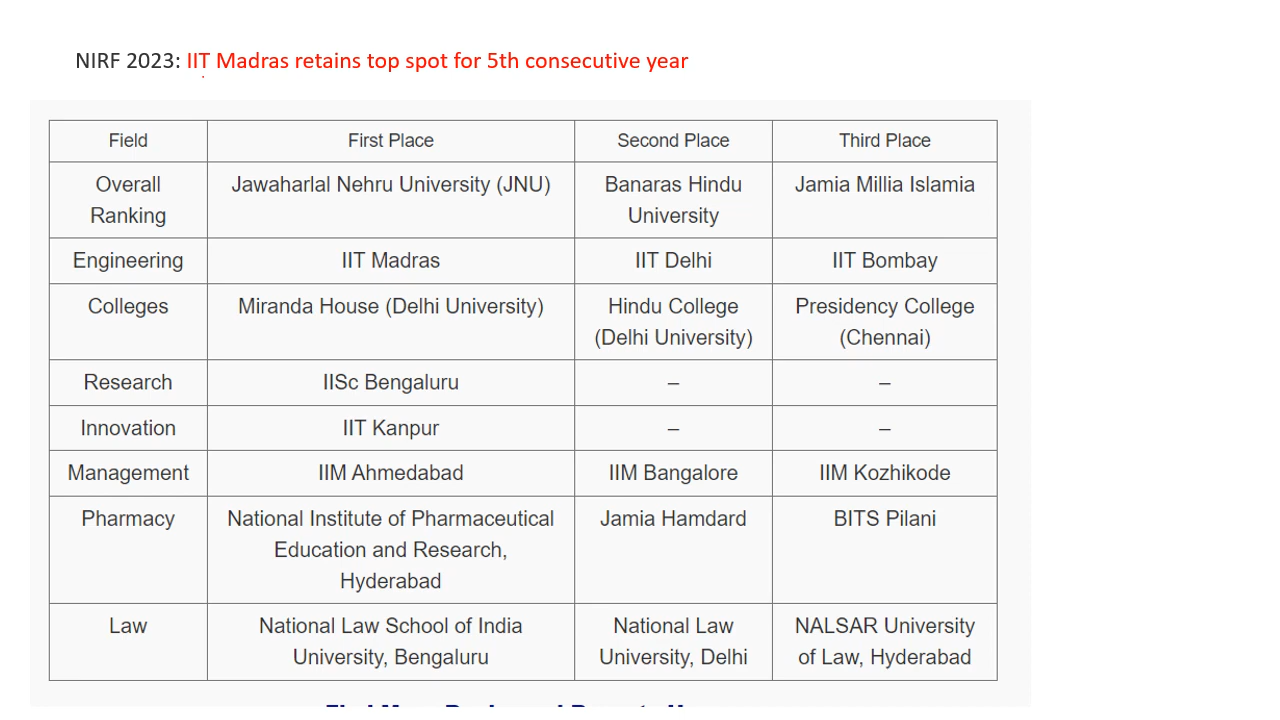 NIRF 2023: IIT Madras retains top spot for 5th consecutive year
Field First Place Second Place Third Place
Overall Ranking Jawaharlal Nehru University (JNU) Banaras Hindu University Jamia Millia Islamia
Engineering IIT Madras IIT Delhi IIT Bombay
Colleges Miranda House (Delhi University) Hindu College (Delhi University) Presidency College (Chennai)
Research IISc Bengaluru – –
Innovation IIT Kanpur – –
Management IIM Ahmedabad IIM Bangalore IIM Kozhikode
Pharmacy National Institute of Pharmaceutical Education and Research, Hyderabad Jamia Hamdard BITS Pilani
Law National Law School of India University, Bengaluru National Law University, Delhi NALSAR University of Law, Hyderabad